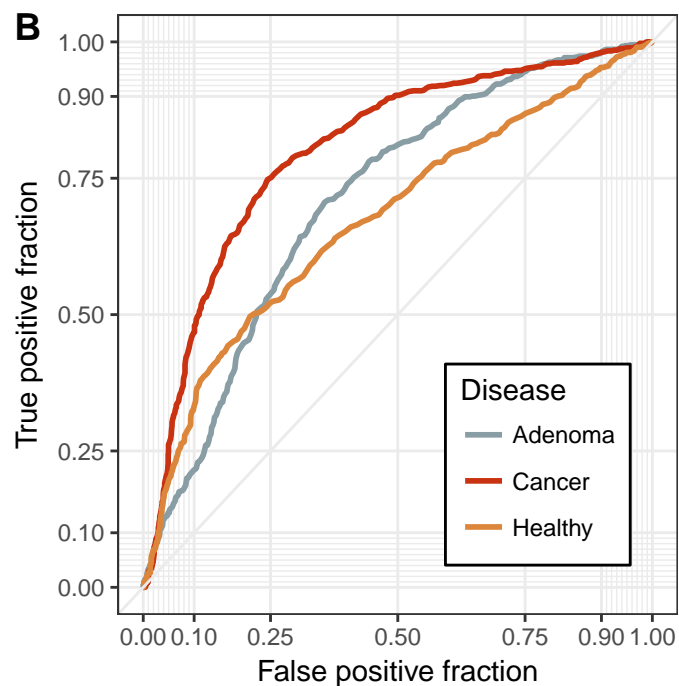 B
1.00
0.90
0.75
0.50
0.25
0.10
0.00
True positive fraction
Disease
Adenoma
Cancer
Healthy
0.00 0.10 0.25 0.50 0.75 0.90 1.00
False positive fraction